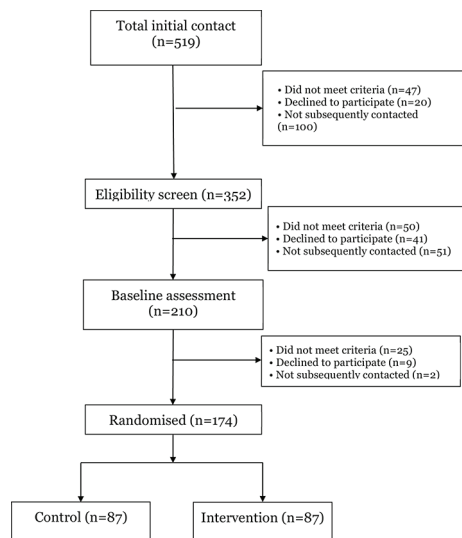 Total initial contact
(n=519)
• Did not meet criteria (n=47)
• Declined to participate (n=20)
• Not subsequently contacted
(n=100)
Eligibility screen (n=352)
• Did not meet criteria (n=50)
• Declined to participate (n=41)
• Not subsequently contacted (n=51)
Baseline assessment
(n=210)
• Did not meet criteria (n=25)
• Declined to participate (n=9)
• Not subsequently contacted (n=2)
Randomised (n=174)
Control (n=87)
Intervention (n=87)